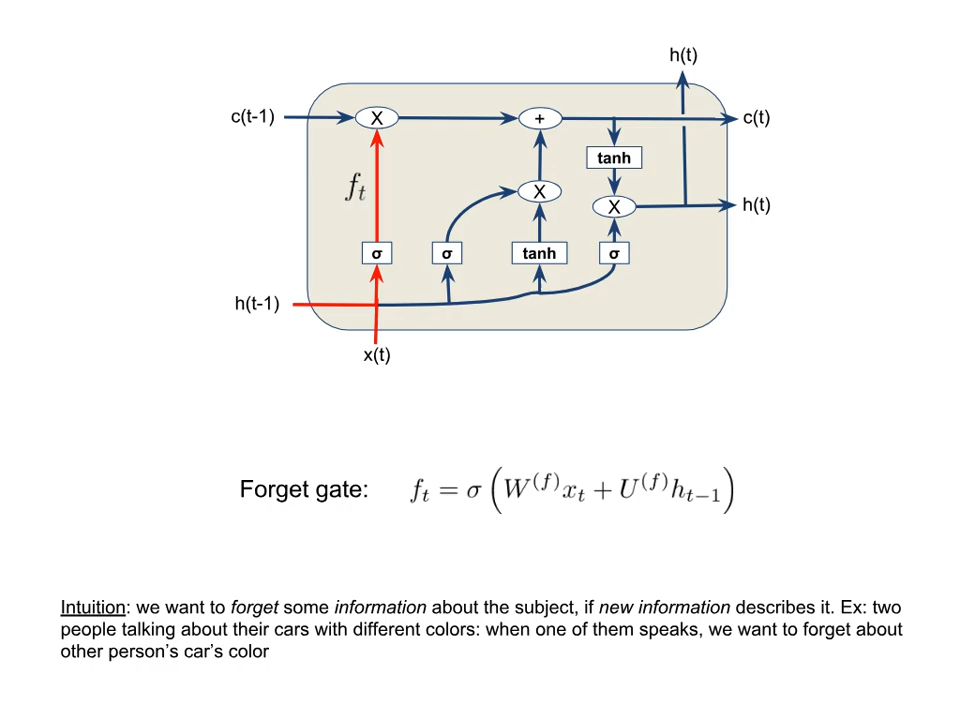 h(t)
c(t-1)
X
+
c(t)
tanh
f_t
X
X
h(t)
σ
σ
tanh
σ
h(t-1)
x(t)
Forget gate: f_t = σ (W^{(f)}x_t + U^{(f)}h_{t-1})
Intuition: we want to forget some information about the subject, if new information describes it. Ex: two
people talking about their cars with different colors: when one of them speaks, we want to forget about
other person's car's color